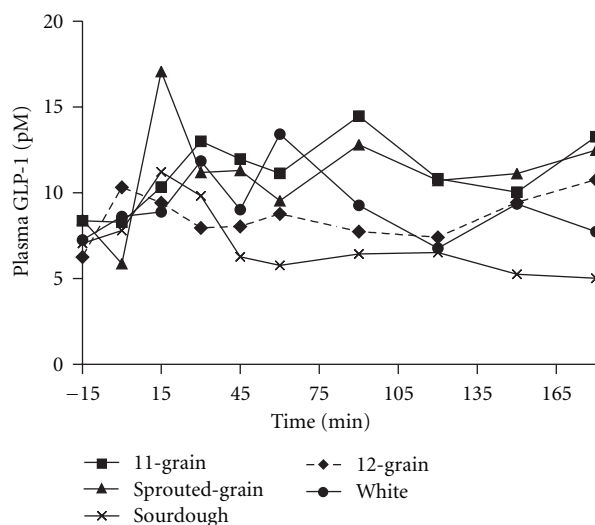 20
15
10
5
0
Plasma GLP-1 (pM)
−15 15 45 75 105 135 165
Time (min)
11-grain 12-grain
Sprouted-grain White
Sourdough